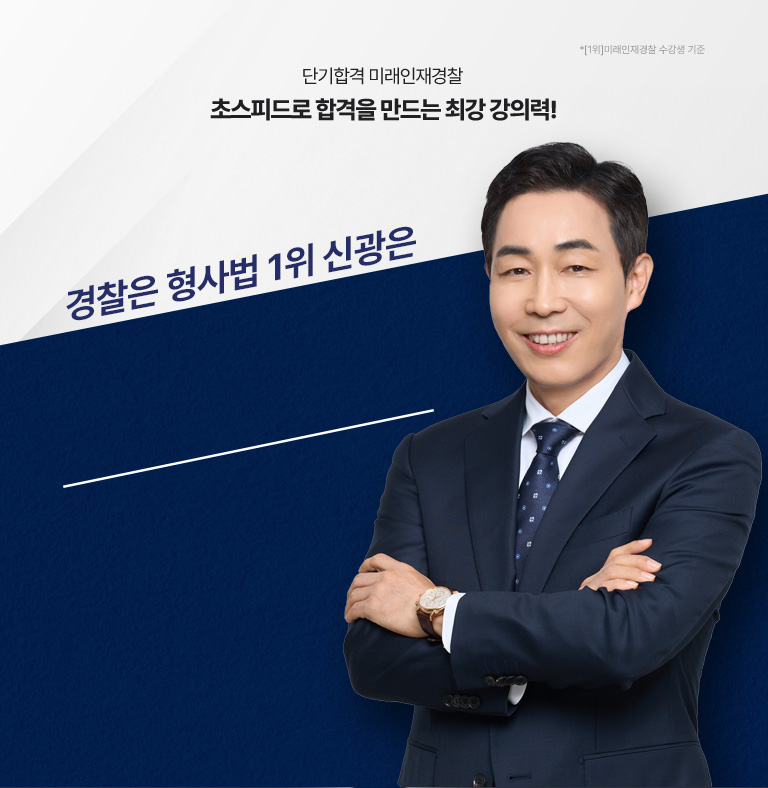 *[1위]미래인재경찰 수강생 기준
단기합격 미래인재경찰
초스피드로 합격을 만드는 최강 강의력!
경찰은 형사법 1위 신광은